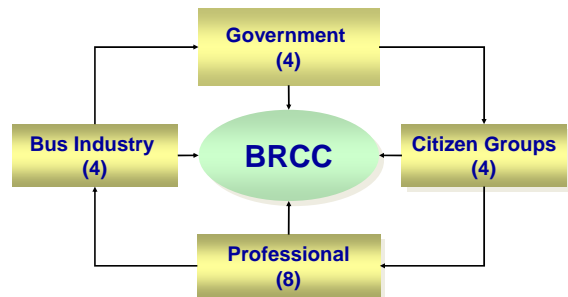 Government
(4)
Bus Industry
(4)
BRCC
Citizen Groups
(4)
Professional
(8)